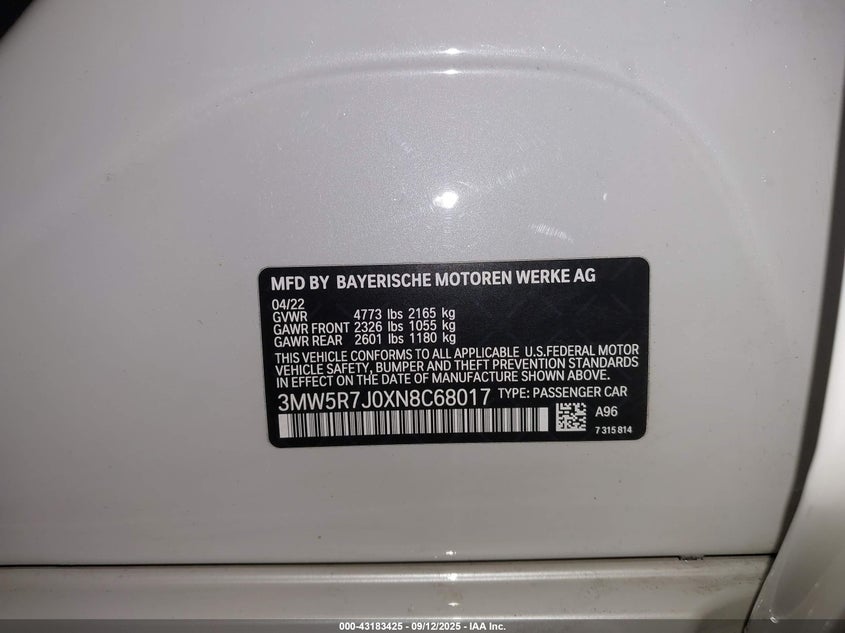 MFD BY BAYERISCHE MOTOREN WERKE AG
04/22
GVWR 4773 lbs 2165 kg
GAWR FRONT 2326 lbs 1055 kg
GAWR REAR 2601 lbs 1180 kg
THIS VEHICLE CONFORMS TO ALL APPLICABLE U.S.FEDERAL MOTOR
VEHICLE SAFETY, BUMPER AND THEFT PREVENTION STANDARDS
IN EFFECT ON THE DATE OF MANUFACTURE SHOWN ABOVE.
3MW5R7J0XN8C68017 TYPE: PASSENGER CAR
A96
7 315 814
000-43183425 - 09/12/2025 - IAA Inc.